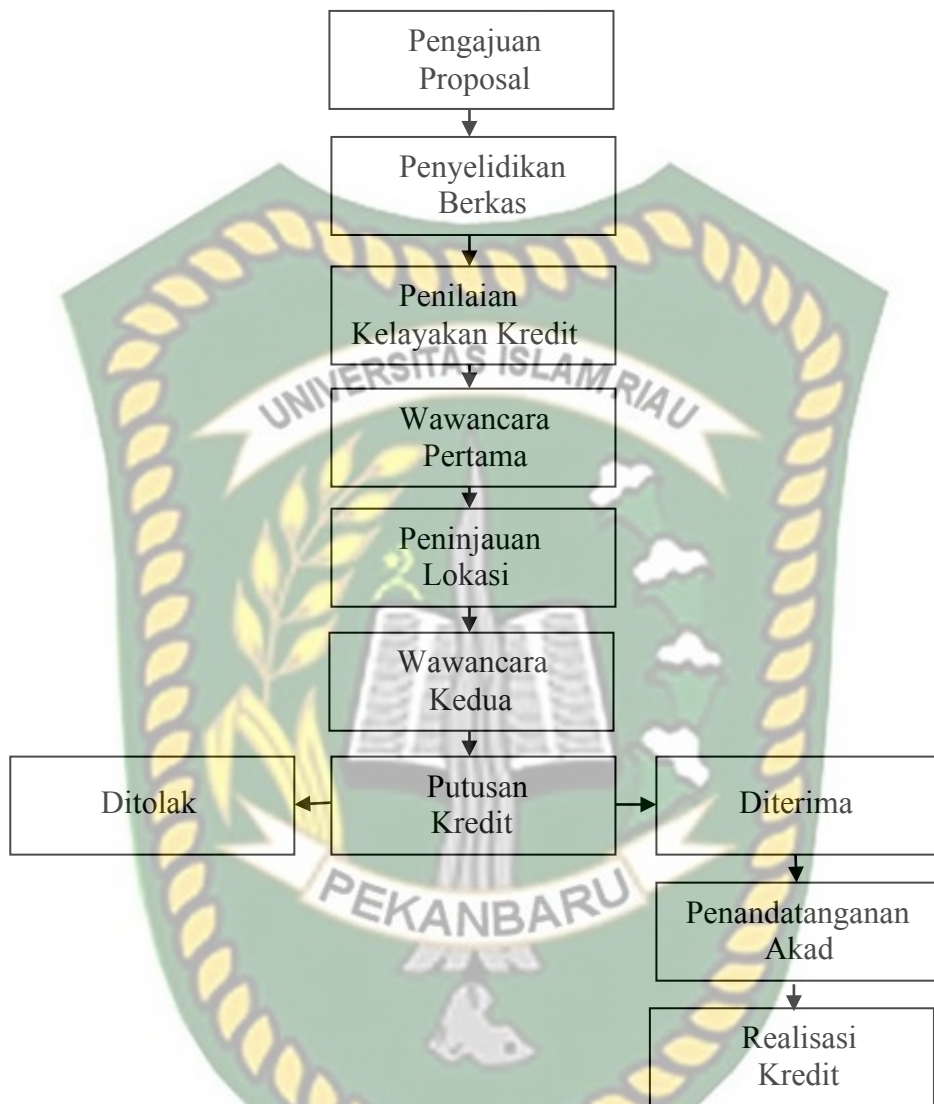 Pengajuan
Proposal
Penyelidikan
Berkas
Penilaian
Kelayakan Kredit
UNIVERSITAS ISLAM RIAU
Wawancara
Pertama
Peninjauan
Lokasi
Wawancara
Kedua
Ditolak
Putusan
Kredit
Diterima
PEKANBARU
Penandatanganan
Akad
Realisasi
Kredit